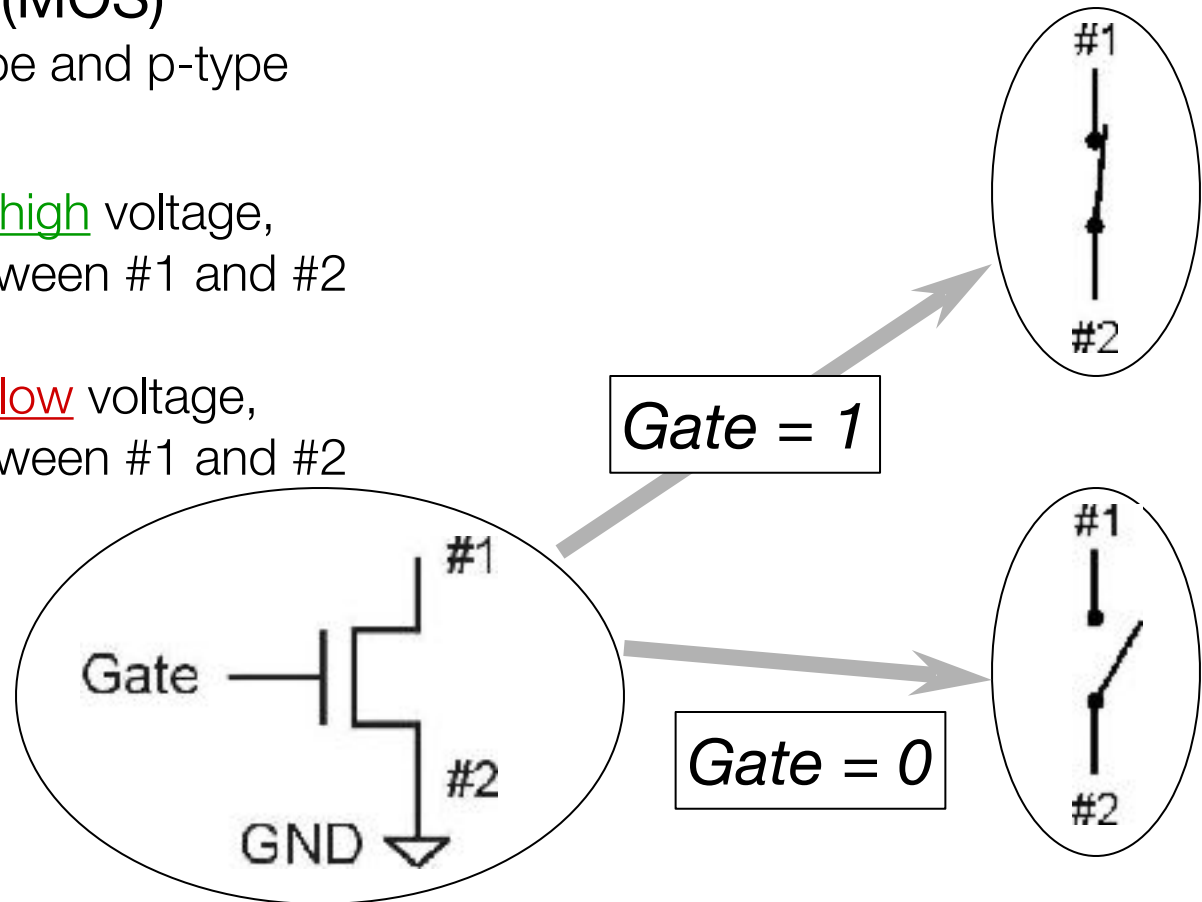 (MOS)
pe and p-type
high voltage,
ween #1 and #2
low voltage,
ween #1 and #2
#1
#2
Gate = 1
#1
Gate
#2
GND
Gate = 0
#1
#2